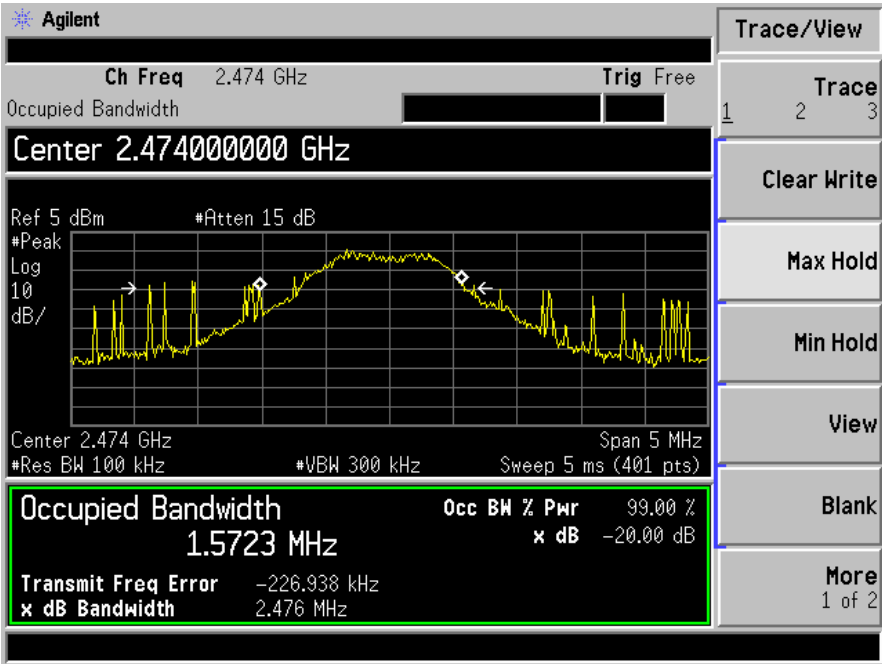 Agilent
Ch Freq 2.474 GHz Trig Free
Occupied Bandwidth
Center 2.474000000 GHz
Ref 5 dBm #Atten 15 dB
#Peak
Log
10
dB/
Center 2.474 GHz Span 5 MHz
#Res BW 100 kHz #VBW 300 kHz Sweep 5 ms (401 pts)
Occupied Bandwidth
1.5723 MHz
Occ BW % Pwr 99.00 %
x dB -20.00 dB
Transmit Freq Error -226.938 kHz
x dB Bandwidth 2.476 MHz
Trace/View
Trace
1 2 3
Clear Write
Max Hold
Min Hold
View
Blank
More
1 of 2